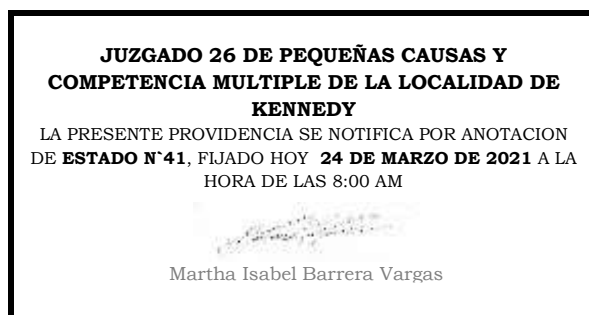 JUZGADO 26 DE PEQUEÑAS CAUSAS Y
COMPETENCIA MULTIPLE DE LA LOCALIDAD DE
KENNEDY
LA PRESENTE PROVIDENCIA SE NOTIFICA POR ANOTACION
DE ESTADO N`41, FIJADO HOY 24 DE MARZO DE 2021 A LA
HORA DE LAS 8:00 AM
Martha Isabel Barrera Vargas